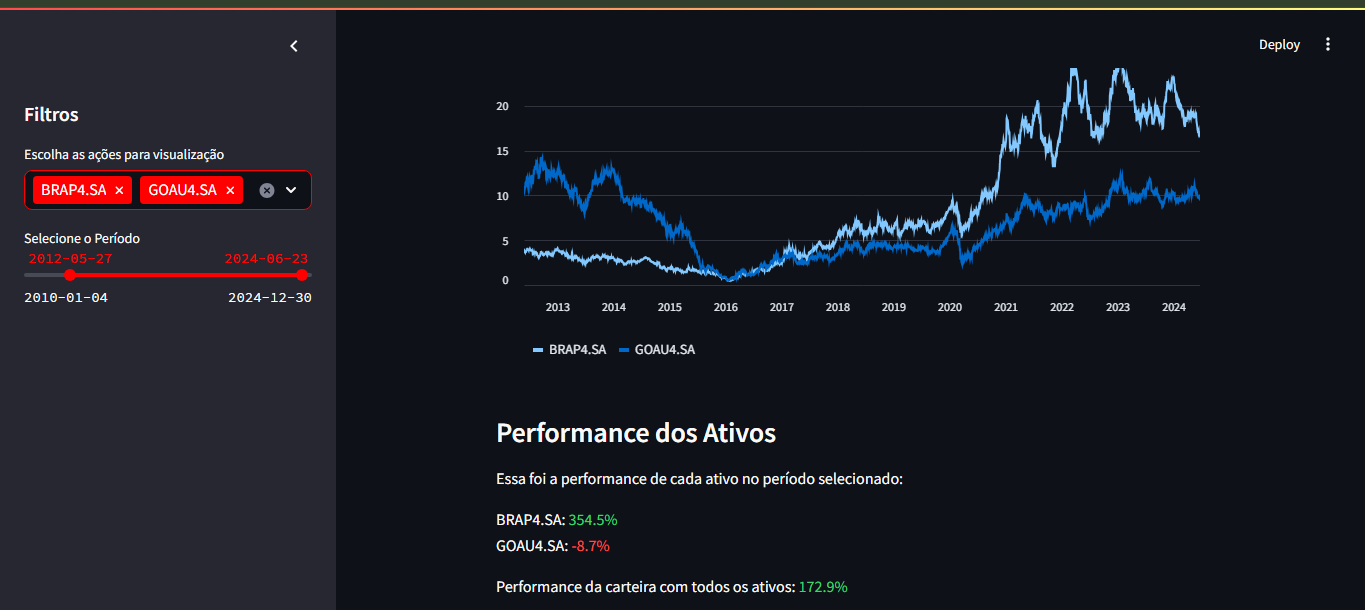 Deploy
Filtros
Escolha as ações para visualização
BRAP4.SA × GOAU4.SA ×
Selecione o Período
2012-05-27 2024-06-23
2010-01-04 2024-12-30
20
15
10
5
0
2013 2014 2015 2016 2017 2018 2019 2020 2021 2022 2023 2024
BRAP4.SA GOAU4.SA
Performance dos Ativos
Essa foi a performance de cada ativo no período selecionado:
BRAP4.SA: 354.5%
GOAU4.SA: -8.7%
Performance da carteira com todos os ativos: 172.9%